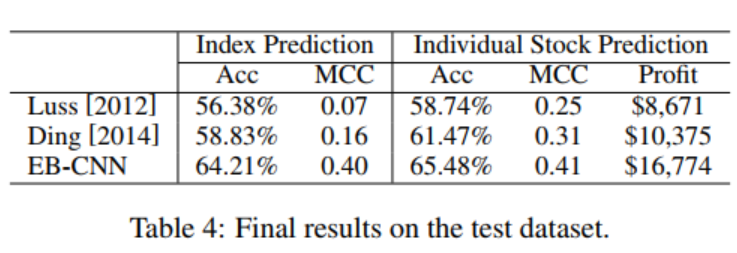 Index Prediction Individual Stock Prediction
Acc MCC Acc MCC Profit
Luss [2012] 56.38% 0.07 58.74% 0.25 $8,671
Ding [2014] 58.83% 0.16 61.47% 0.31 $10,375
EB-CNN 64.21% 0.40 65.48% 0.41 $16,774
Table 4: Final results on the test dataset.